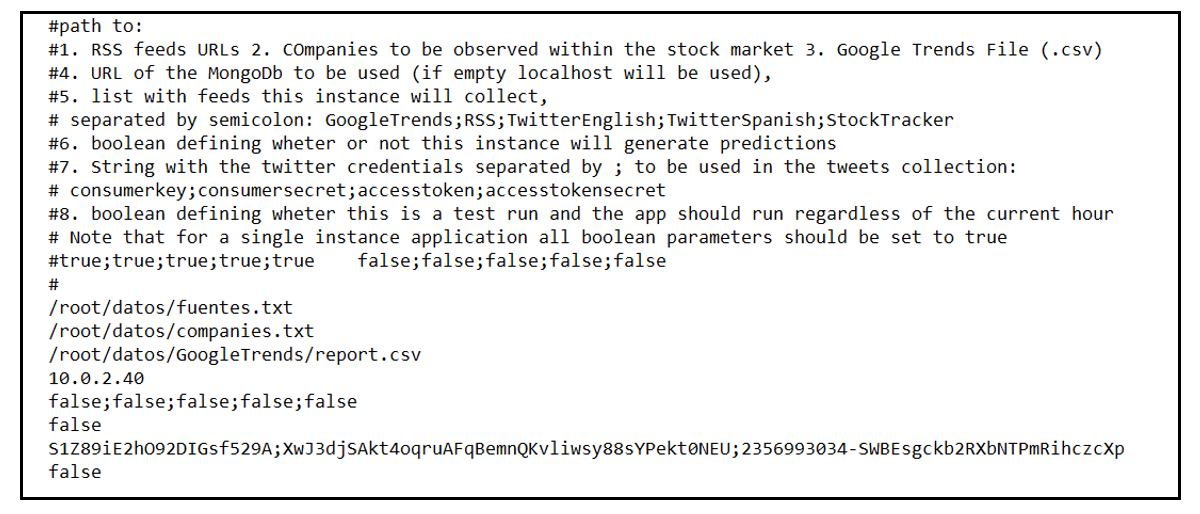 #path to:
#1. RSS feeds URLs 2. COmpanies to be observed within the stock market 3. Google Trends File (.csv)
#4. URL of the MongoDb to be used (if empty localhost will be used),
#5. list with feeds this instance will collect,
# separated by semicolon: GoogleTrends;RSS;TwitterEnglish;TwitterSpanish;StockTracker
#6. boolean defining wheter or not this instance will generate predictions
#7. String with the twitter credentials separated by ; to be used in the tweets collection:
# consumerkey;consumersecret;accesstoken;accesstokensecret
#8. boolean defining wheter this is a test run and the app should run regardless of the current hour
# Note that for a single instance application all boolean parameters should be set to true
#true;true;true;true;true    false;false;false;false;false
#
/root/datos/fuentes.txt
/root/datos/companies.txt
/root/datos/GoogleTrends/report.csv
10.0.2.40
false;false;false;false;false
false
S1Z89iE2hO92DIGsf529A;XwJ3djSAkt4oqruAFqBemnQKvliwsy88sYPekt0NEU;2356993034-SWBEsgckb2RXbNTPmRihczcXp
false